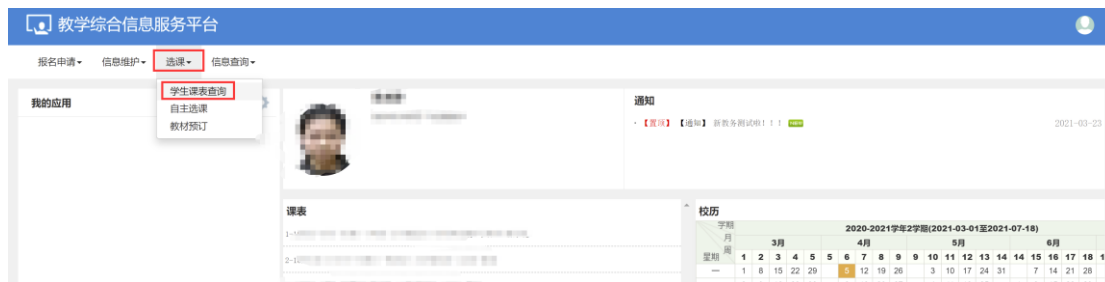 教学综合信息服务平台
报名申请 信息维护 选课 信息查询
学生课表查询
自主选课
教材预订
我的应用
通知
·【置顶】【通知】新教务测试啦！！！ 2021-03-23
课表
校历
学期 2020-2021学年2学期(2021-03-01至2021-07-18)
月 3月 4月 5月 6月
周
星期 1 2 3 4 5 5 6 7 8 9 9 10 11 12 13 14 14 15 16 17 18
一 1 8 15 22 29 5 12 19 26 3 10 17 24 31 7 14 21 28